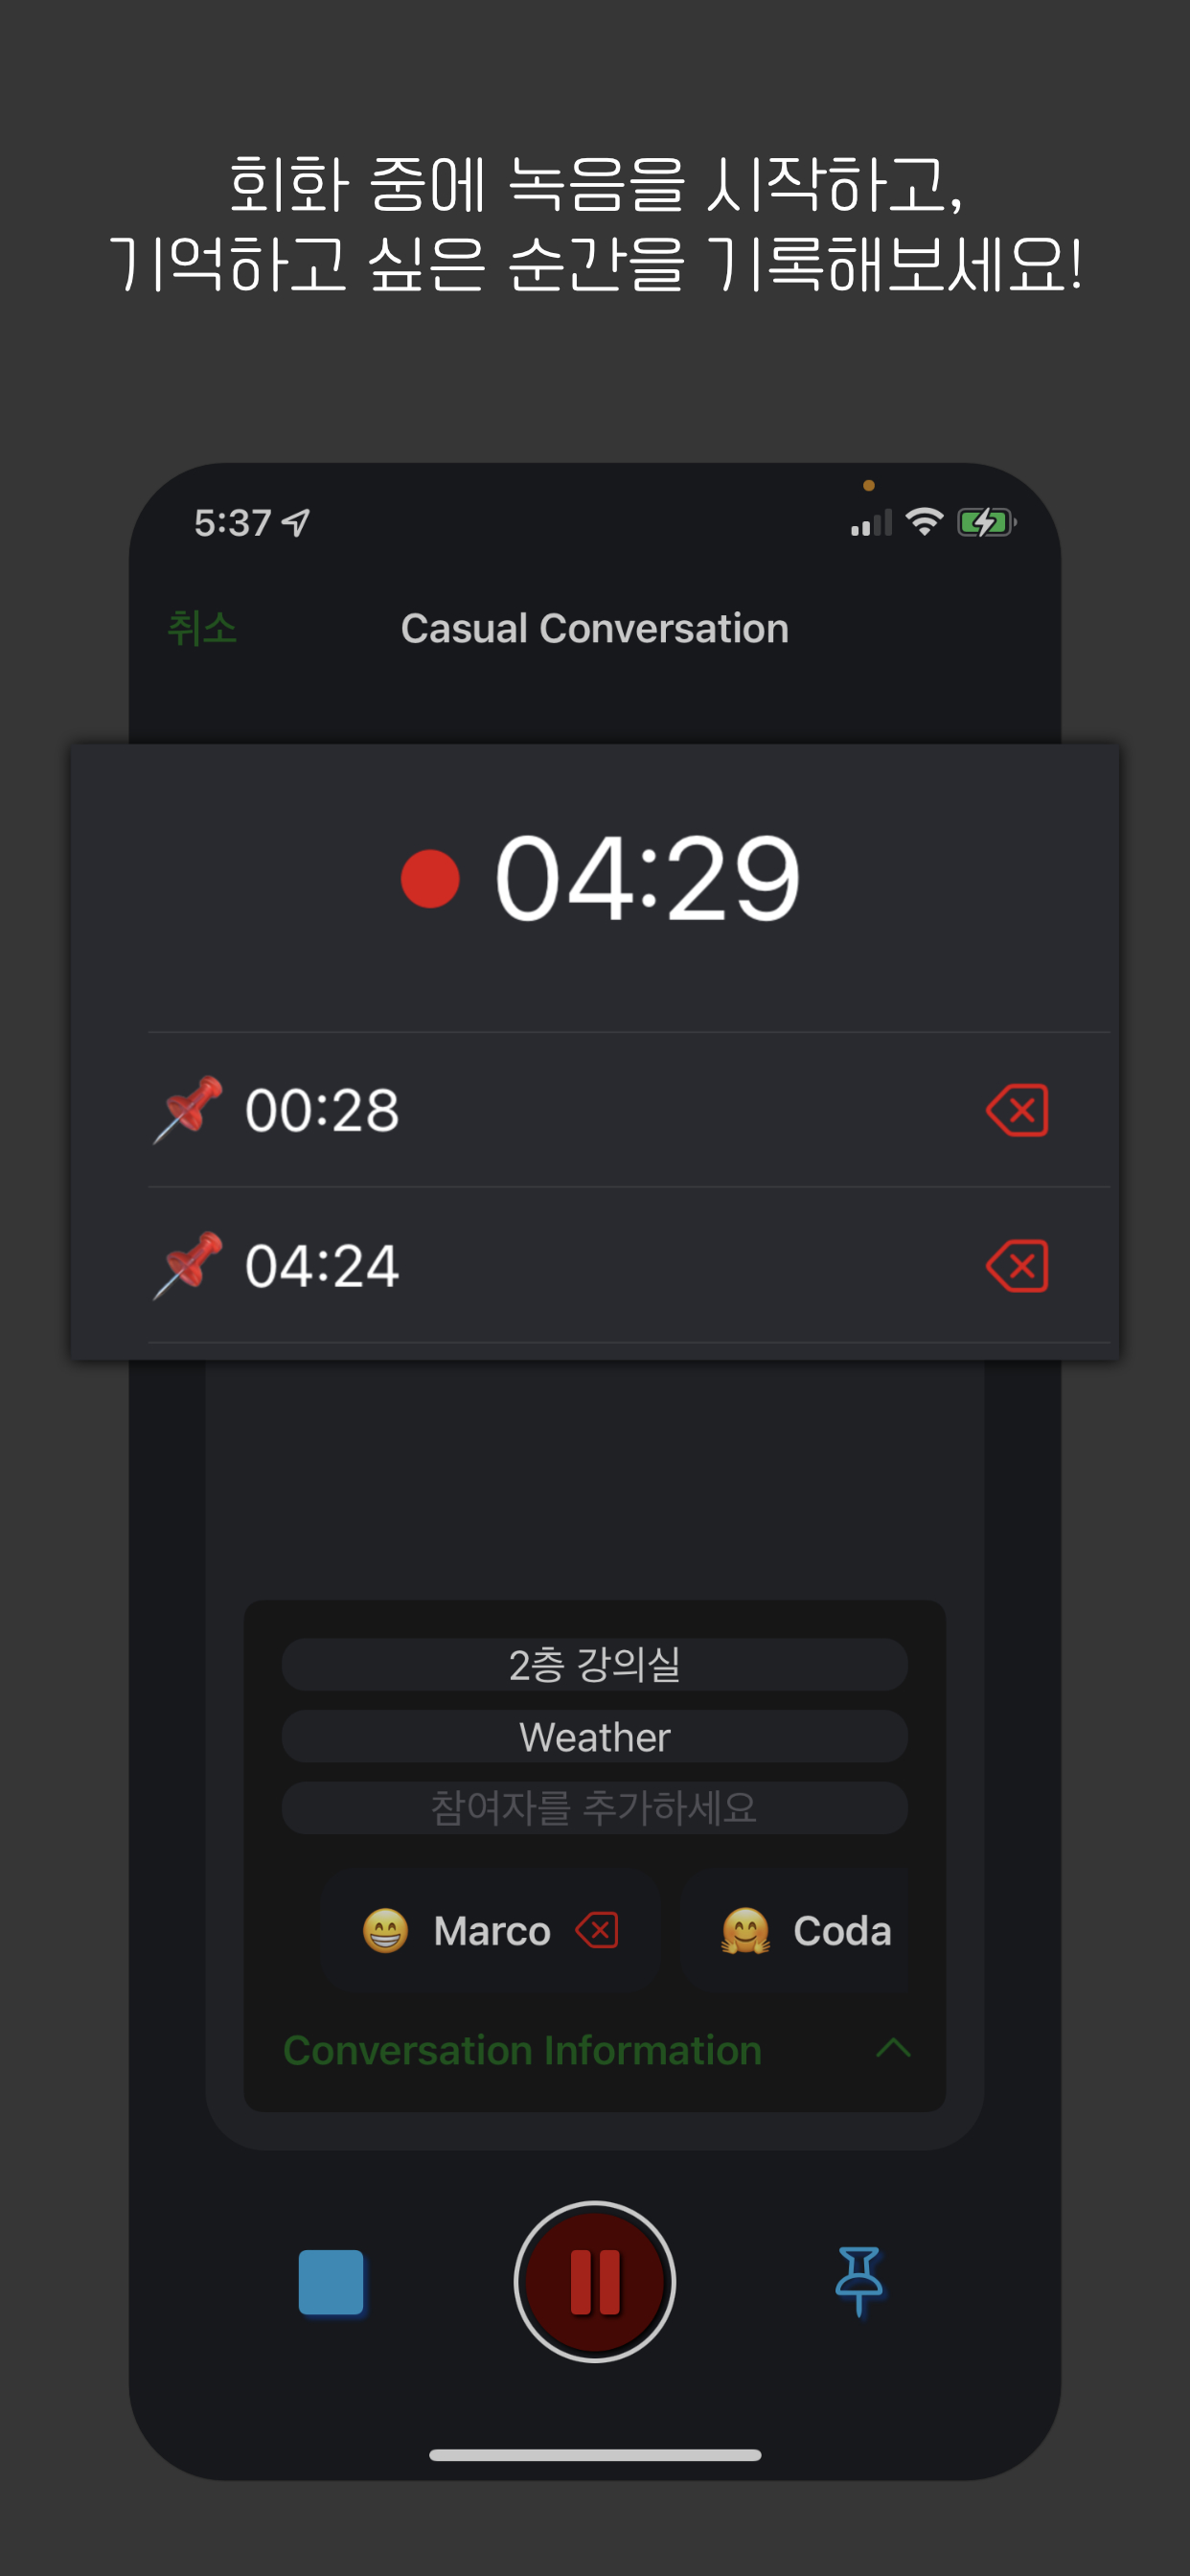 회화 중에 녹음을 시작하고,
기억하고 싶은 순간을 기록해보세요!
5:37
취소 Casual Conversation
04:29
00:28
04:24
2층 강의실
Weather
참여자를 추가하세요
Marco Coda
Conversation Information